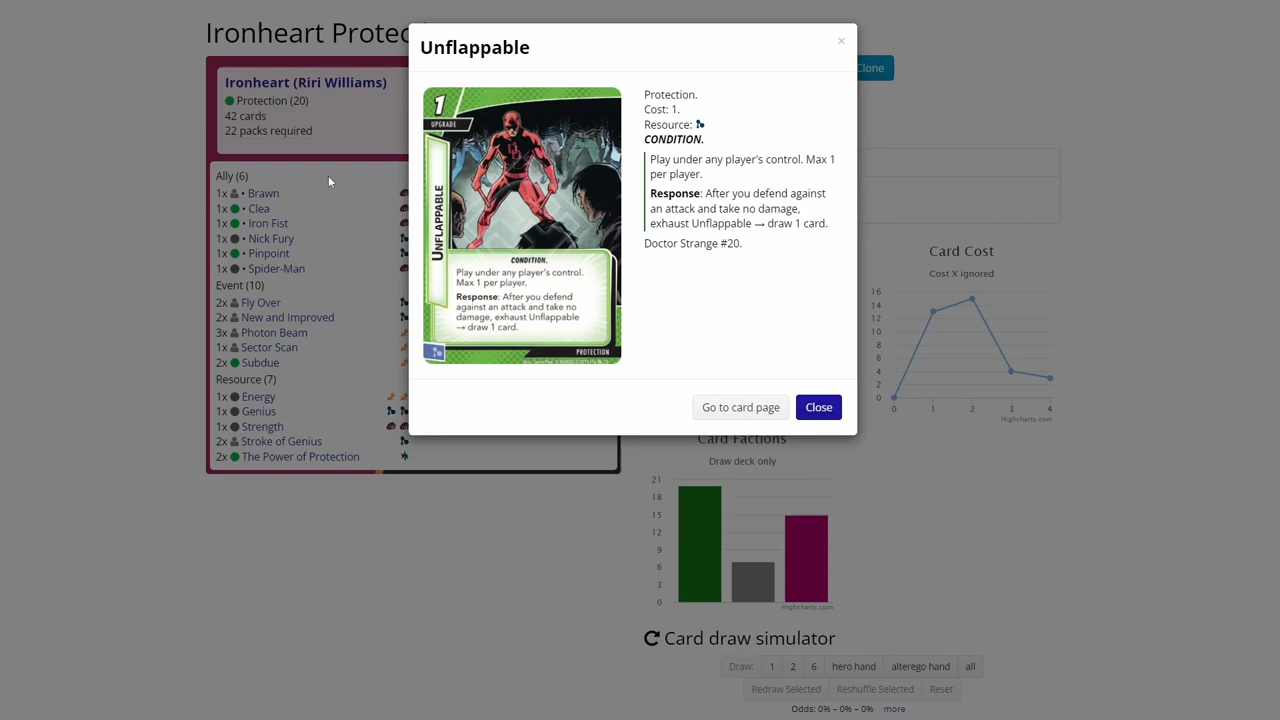 Ironheart Protec
Clone
Ironheart (Riri Williams)
Protection (20)
42 cards
22 packs required
Ally (6)
1x • Brawn
1x • Clea
1x • Iron Fist
1x • Nick Fury
1x • Pinpoint
1x • Spider-Man
Event (10)
2x Fly Over
2x New and Improved
3x Photon Beam
1x Sector Scan
2x Subdue
Resource (7)
1x Energy
1x Genius
1x Strength
2x Stroke of Genius
2x The Power of Protection
Unflappable
×
1
UPGRADE
UNFLAPPABLE
CONDITION.
Play under any player's control.
Max 1 per player.
Response: After you defend
against an attack and take no
damage, exhaust Unflappable
→ draw 1 card.
PROTECTION
Protection.
Cost: 1.
Resource:
CONDITION.
Play under any player's control. Max 1
per player.
Response: After you defend against
an attack and take no damage,
exhaust Unflappable → draw 1 card.
Doctor Strange #20.
Go to card page
Close
Card Cost
Cost X ignored
16
14
12
10
8
6
4
2
0
0 1 2 3 4
Highcharts.com
Card Factions
Draw deck only
21
18
15
12
9
6
3
0
Highcharts.com
Card draw simulator
Draw: 1 2 6 hero hand alterego hand all
Redraw Selected Reshuffle Selected Reset
Odds: 0% – 0% – 0% more